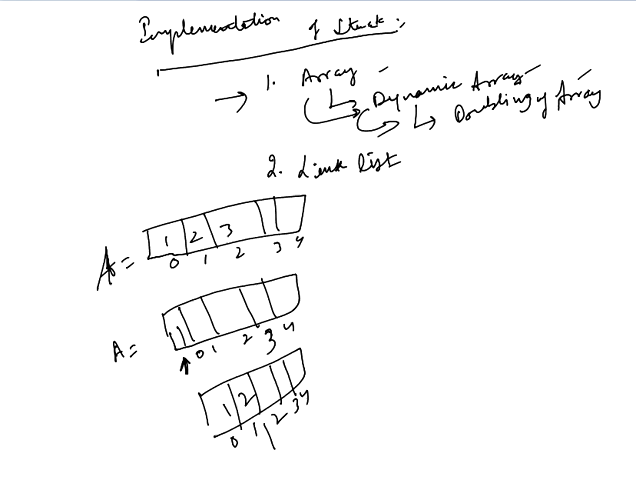 Implementation of Stack :
→ 1. Array –
↳ Dynamic Array –
↳ Doubling of Array
2. Link list
A = 1 2 3
0 1 2 3 4
A = 1
0 1 2 3 4
1 2
0 1 2 3 4